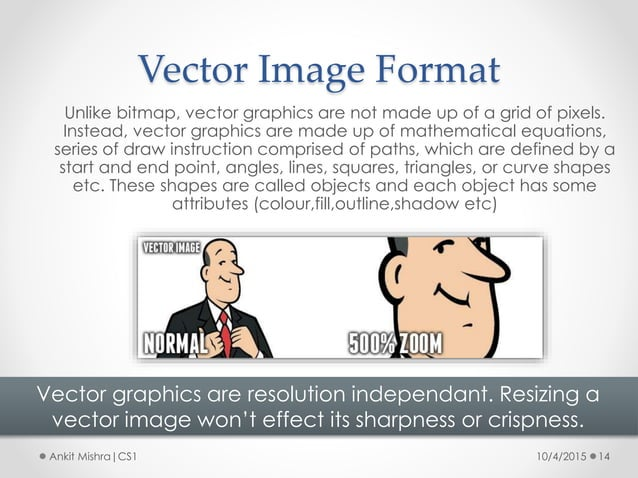 Vector Image Format
Unlike bitmap, vector graphics are not made up of a grid of pixels.
Instead, vector graphics are made up of mathematical equations,
series of draw instruction comprised of paths, which are defined by a
start and end point, angles, lines, squares, triangles, or curve shapes
etc. These shapes are called objects and each object has some
attributes (colour,fill,outline,shadow etc)
VECTOR IMAGE
NORMAL
500% ZOOM
Vector graphics are resolution independant. Resizing a
vector image won’t effect its sharpness or crispness.
Ankit Mishra|CS1
10/4/2015
14